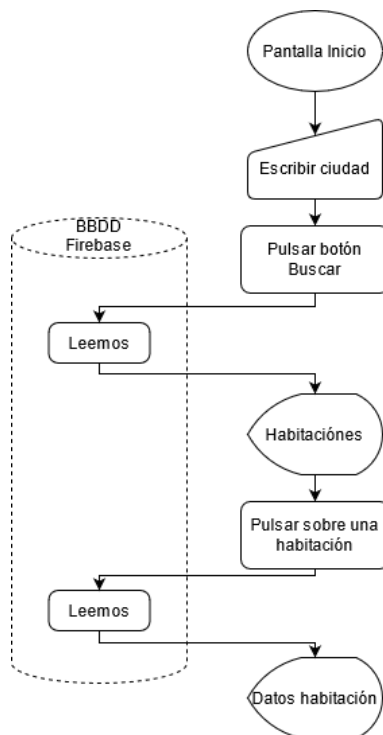 Pantalla Inicio
Escribir ciudad
BBDD
Firebase
Pulsar botón
Buscar
Leemos
Habitaciónes
Pulsar sobre una
habitación
Leemos
Datos habitación